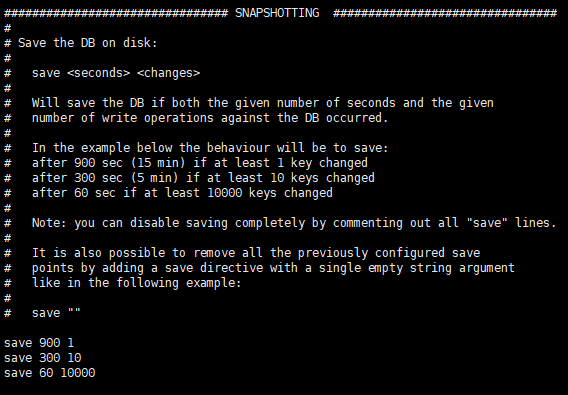 ################################ SNAPSHOTTING  ################################
#
# Save the DB on disk:
#
#   save <seconds> <changes>
#
#   Will save the DB if both the given number of seconds and the given
#   number of write operations against the DB occurred.
#
#   In the example below the behaviour will be to save:
#   after 900 sec (15 min) if at least 1 key changed
#   after 300 sec (5 min) if at least 10 keys changed
#   after 60 sec if at least 10000 keys changed
#
#   Note: you can disable saving completely by commenting out all "save" lines.
#
#   It is also possible to remove all the previously configured save
#   points by adding a save directive with a single empty string argument
#   like in the following example:
#
#   save ""

save 900 1
save 300 10
save 60 10000